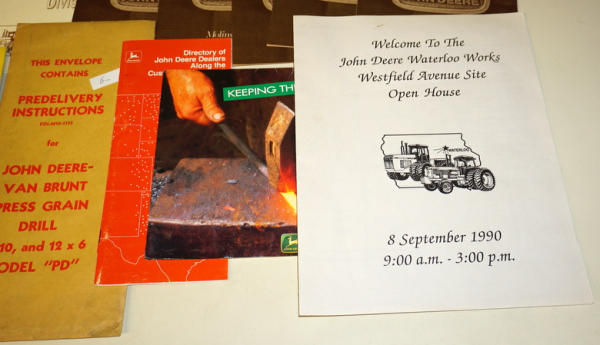 DIVIS
JOHN DEERE
Moline
THIS ENVELOPE
CONTAINS
PREDELIVERY
INSTRUCTIONS
for
JOHN DEERE-
VAN BRUNT
PRESS GRAIN
DRILL
10, and 12 x 6
ODEL "PD"
Directory of
John Deere Dealers
Along the
KEEPING TH
Welcome To The
John Deere Waterloo Works
Westfield Avenue Site
Open House
WATERLOO
8 September 1990
9:00 a.m. - 3:00 p.m.